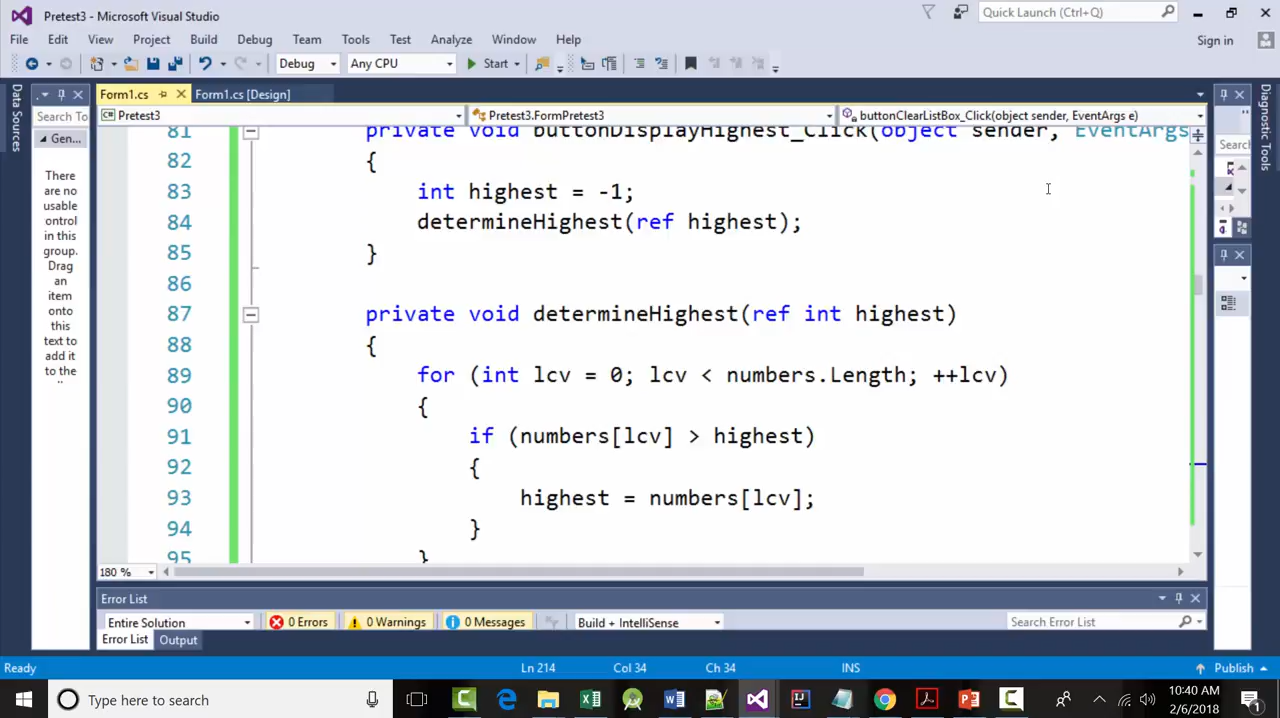 Pretest3 - Microsoft Visual Studio
Quick Launch (Ctrl+Q)
File Edit View Project Build Debug Team Tools Test Analyze Window Help
Sign in
Debug Any CPU Start
Data Sources
Form1.cs Form1.cs [Design]
Search To
Gen...
There
are no
usable
ontrol
in this
group.
Drag
an
item
onto
this
text to
add it
to the
Pretest3 Pretest3.FormPretest3 buttonClearListBox_Click(object sender, EventArgs e)
81 private void buttonDisplayHighest_Click(object sender, EventArgs
82 {
83 int highest = -1;
84 determineHighest(ref highest);
85 }
86
87 private void determineHighest(ref int highest)
88 {
89 for (int lcv = 0; lcv < numbers.Length; ++lcv)
90 {
91 if (numbers[lcv] > highest)
92 {
93 highest = numbers[lcv];
94 }
95 }
180 %
Search
Diagnostic Tools
Error List
Entire Solution 0 Errors 0 Warnings 0 Messages Build + IntelliSense Search Error List
Error List Output
Ready Ln 214 Col 34 Ch 34 INS Publish
Type here to search
10:40 AM
2/6/2018